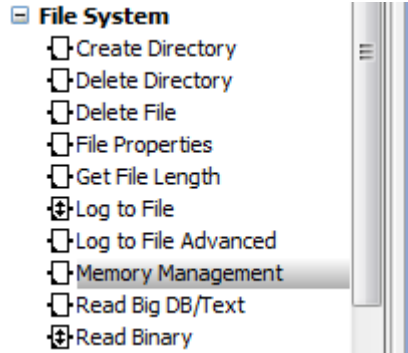 File System
Create Directory
Delete Directory
Delete File
File Properties
Get File Length
Log to File
Log to File Advanced
Memory Management
Read Big DB/Text
Read Binary